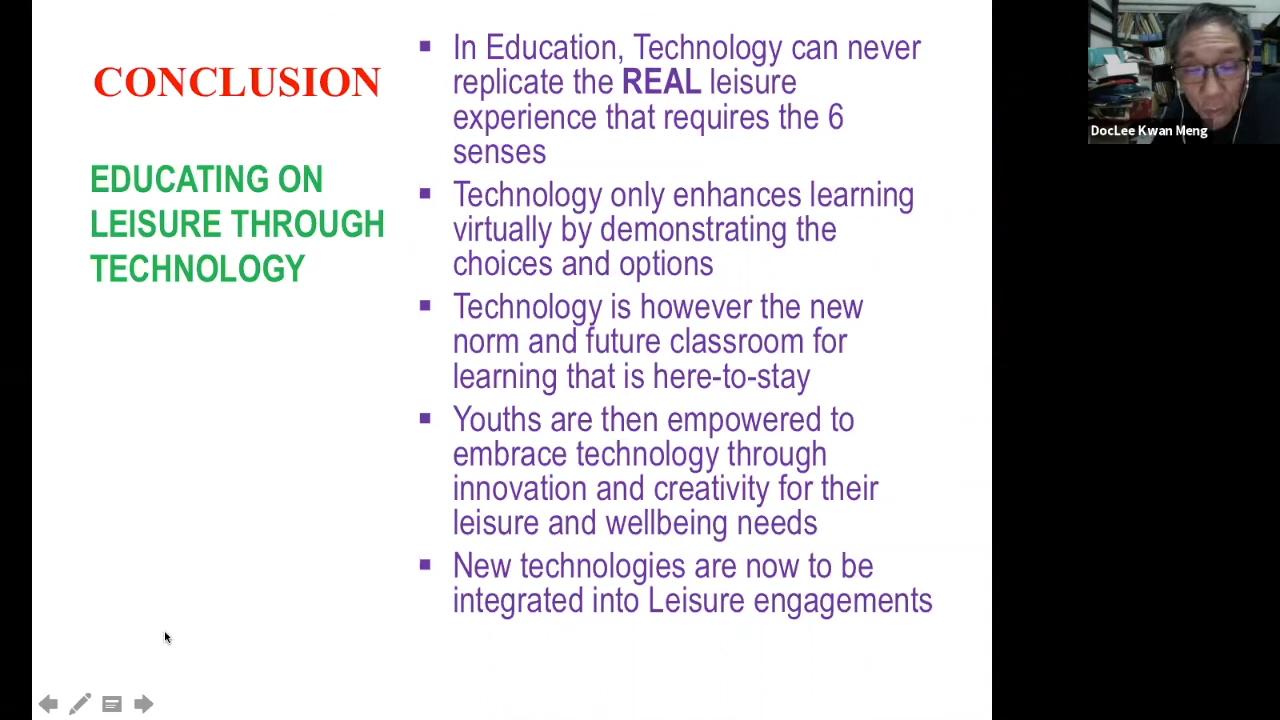 CONCLUSION
EDUCATING ON
LEISURE THROUGH
TECHNOLOGY
▪ In Education, Technology can never
replicate the REAL leisure
experience that requires the 6
senses
▪ Technology only enhances learning
virtually by demonstrating the
choices and options
▪ Technology is however the new
norm and future classroom for
learning that is here-to-stay
▪ Youths are then empowered to
embrace technology through
innovation and creativity for their
leisure and wellbeing needs
▪ New technologies are now to be
integrated into Leisure engagements
DocLee Kwan Meng